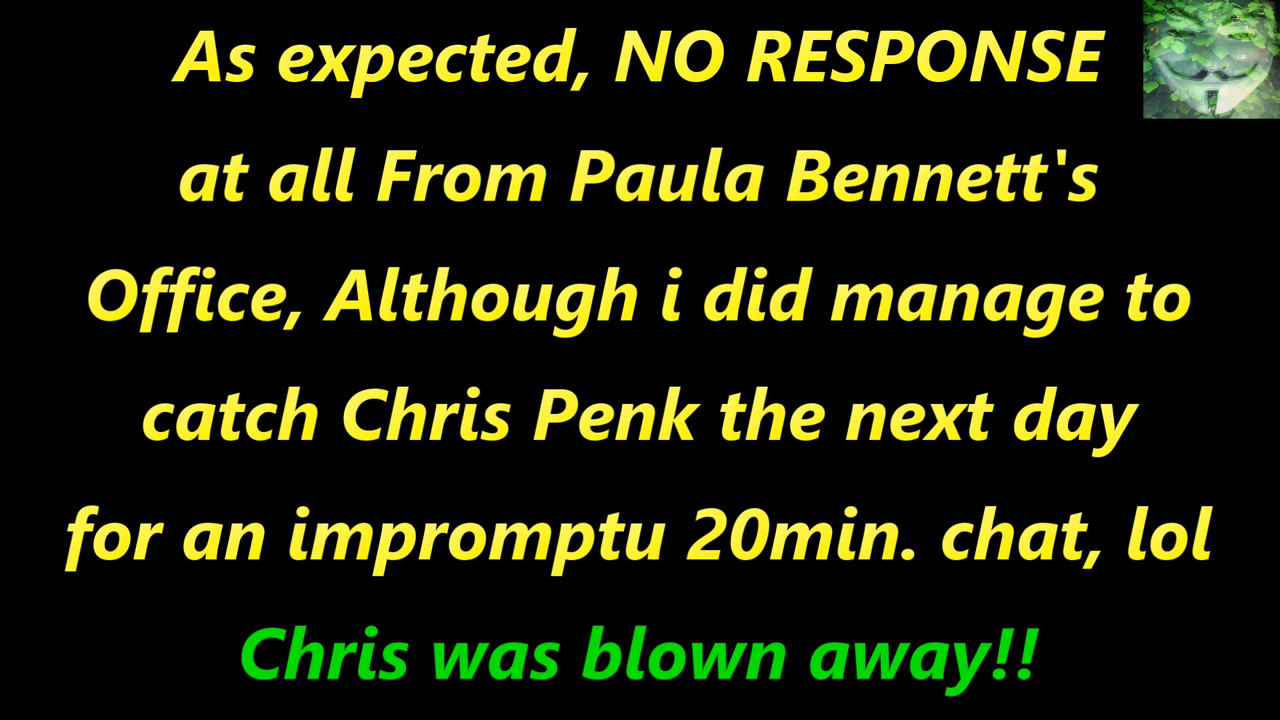 As expected, NO RESPONSE
at all From Paula Bennett's
Office, Although i did manage to
catch Chris Penk the next day
for an impromptu 20min. chat, lol
Chris was blown away!!